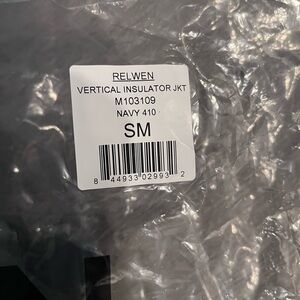 RELWEN
VERTICAL INSULATOR JKT
M103109
NAVY 410
SM
8 44933 02993 2